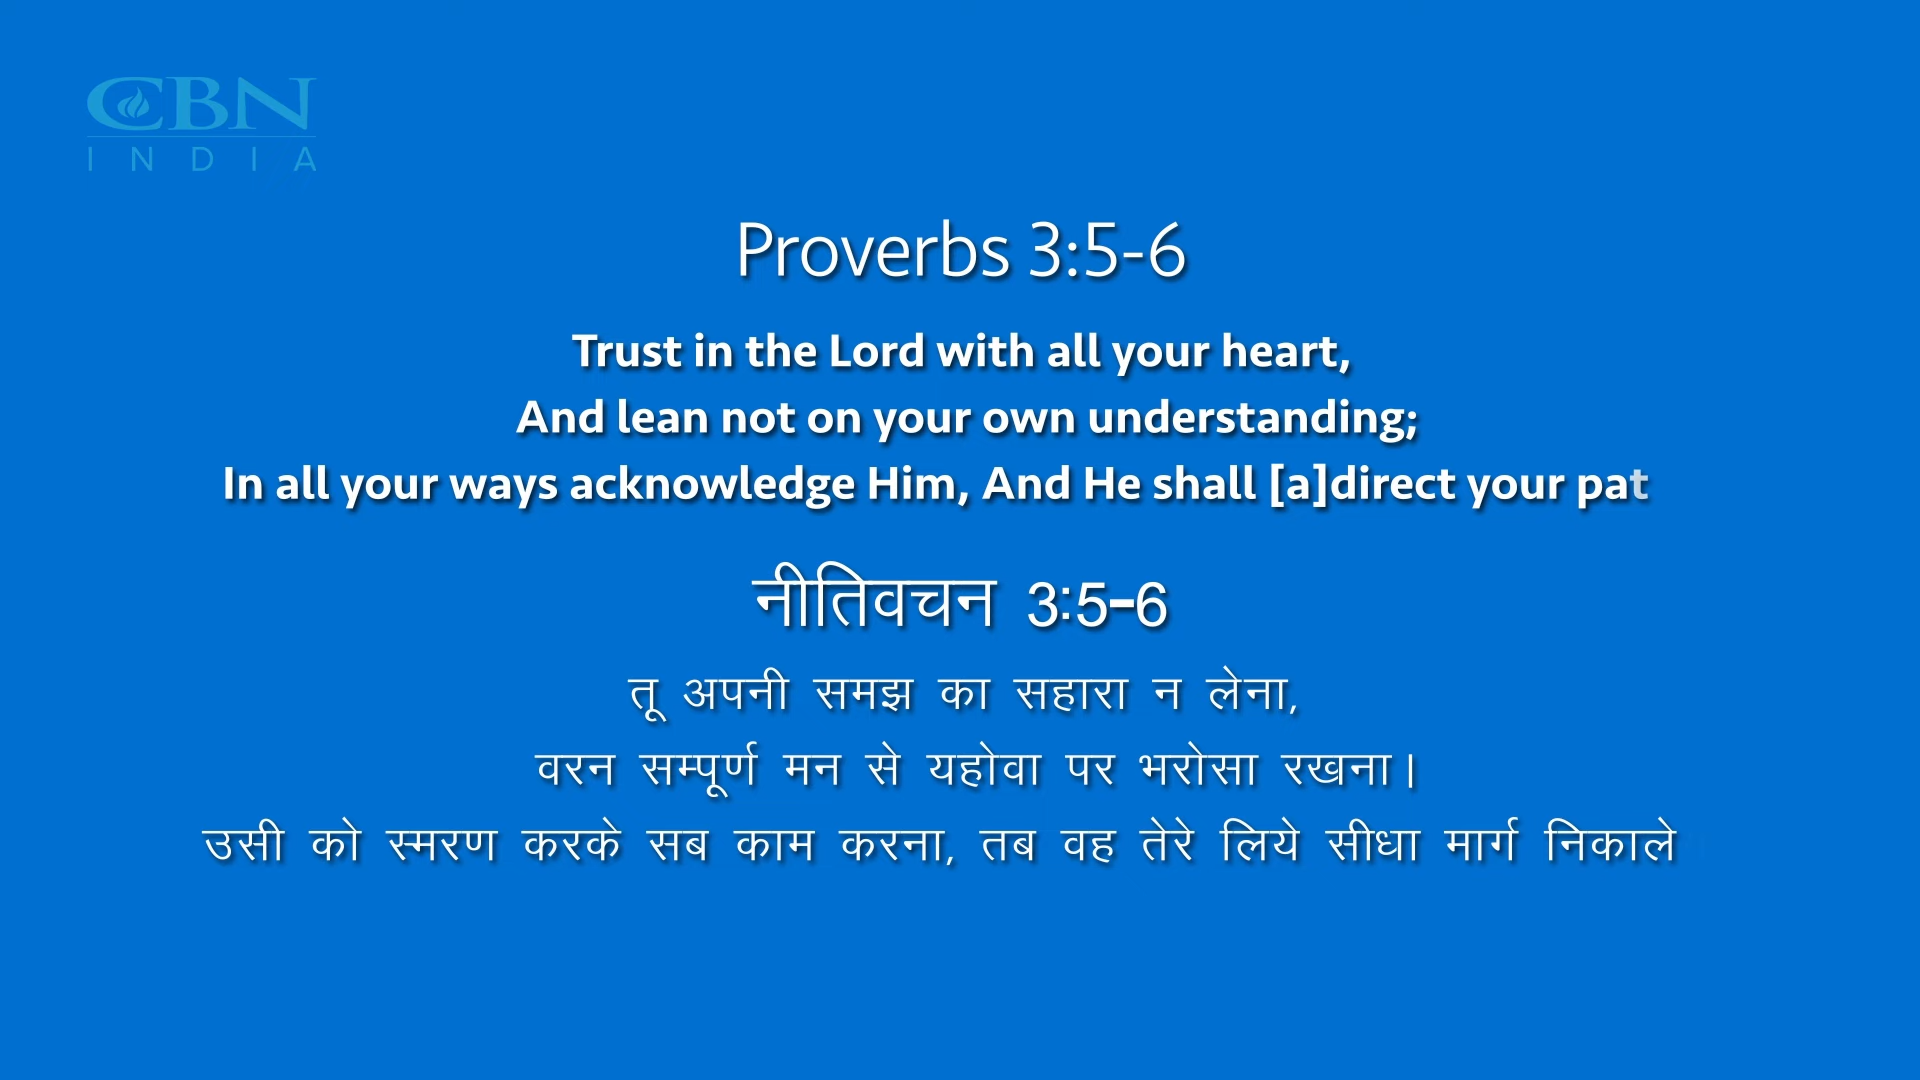 CBN
INDIA
Proverbs 3:5-6
Trust in the Lord with all your heart,
And lean not on your own understanding;
In all your ways acknowledge Him, And He shall [a]direct your pat
नीतिवचन 3:5-6
तू अपनी समझ का सहारा न लेना,
वरन सम्पूर्ण मन से यहोवा पर भरोसा रखना।
उसी को स्मरण करके सब काम करना, तब वह तेरे लिये सीधा मार्ग निकाले